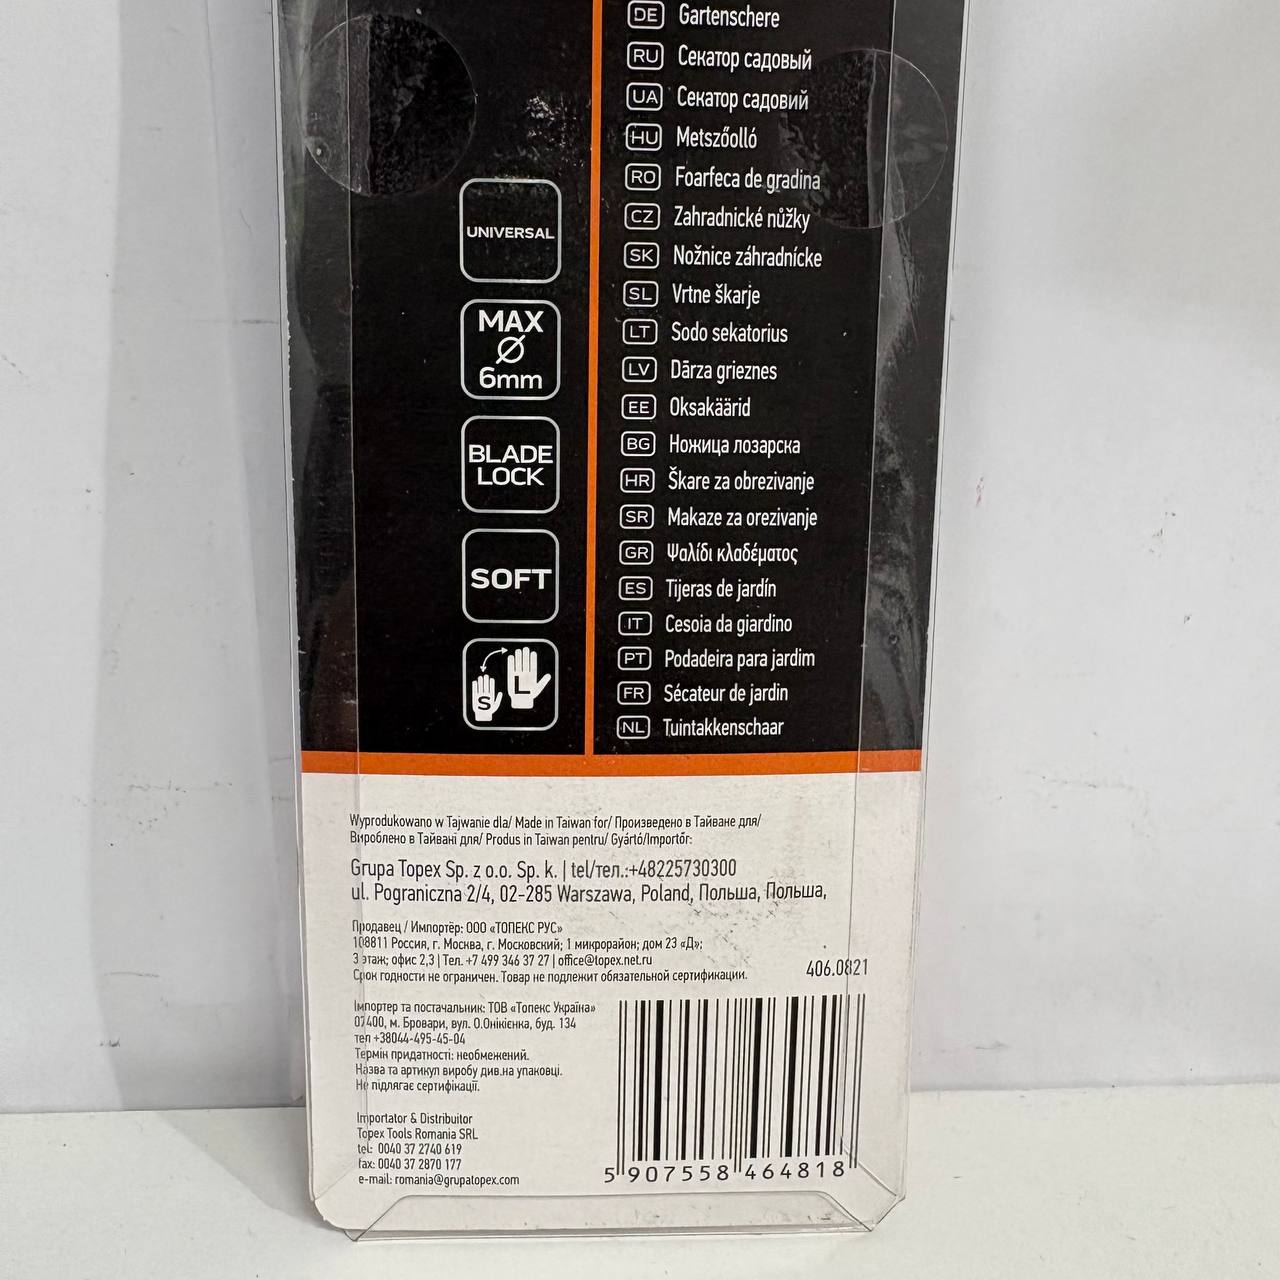 DE Gartenschere
RU Секатор садовый
UA Секатор садовий
HU Metszőolló
RO Foarfeca de gradina
CZ Zahradnické nůžky
SK Nožnice záhradnícke
SL Vrtne škarje
LT Sodo sekatorius
LV Dārza grieznes
EE Oksakäärid
BG Ножица лозарска
HR Škare za obrezivanje
SR Makaze za orezivanje
GR Ψαλίδι κλαδέματος
ES Tijeras de jardín
IT Cesoia da giardino
PT Podadeira para jardim
FR Sécateur de jardin
NL Tuintakkenschaar
UNIVERSAL
MAX
Ø
6mm
BLADE
LOCK
SOFT
S L
Wyprodukowano w Tajwanie dla/ Made in Taiwan for/ Произведено в Тайване для/
Вироблено в Тайвані для/ Produs in Taiwan pentru/ Gyártó/Importőr:
Grupa Topex Sp. z o.o. Sp. k. | tel/тел.:+48225730300
ul. Pograniczna 2/4, 02-285 Warszawa, Poland, Польша, Польша,
Продавец / Импортёр: ООО «ТОПЕКС РУС»
108811 Россия, г. Москва, г. Московский; 1 микрорайон; дом 23 «Д»;
3 этаж; офис 2,3 | Тел. +7 499 346 37 27 | office@topex.net.ru
Срок годности не ограничен. Товар не подлежит обязательной сертификации.
406.0821
Імпортер та постачальник: ТОВ «Топекс Україна»
07400, м. Бровари, вул. О.Онікієнка, буд. 134
тел +38044-495-45-04
Термін придатності: необмежений.
Назва та артикул виробу див.на упаковці.
Не підлягає сертифікації.
Importator & Distribuitor
Topex Tools Romania SRL
tel: 0040 37 2740 619
fax: 0040 37 2870 177
e-mail: romania@grupatopex.com
5 907558 464818